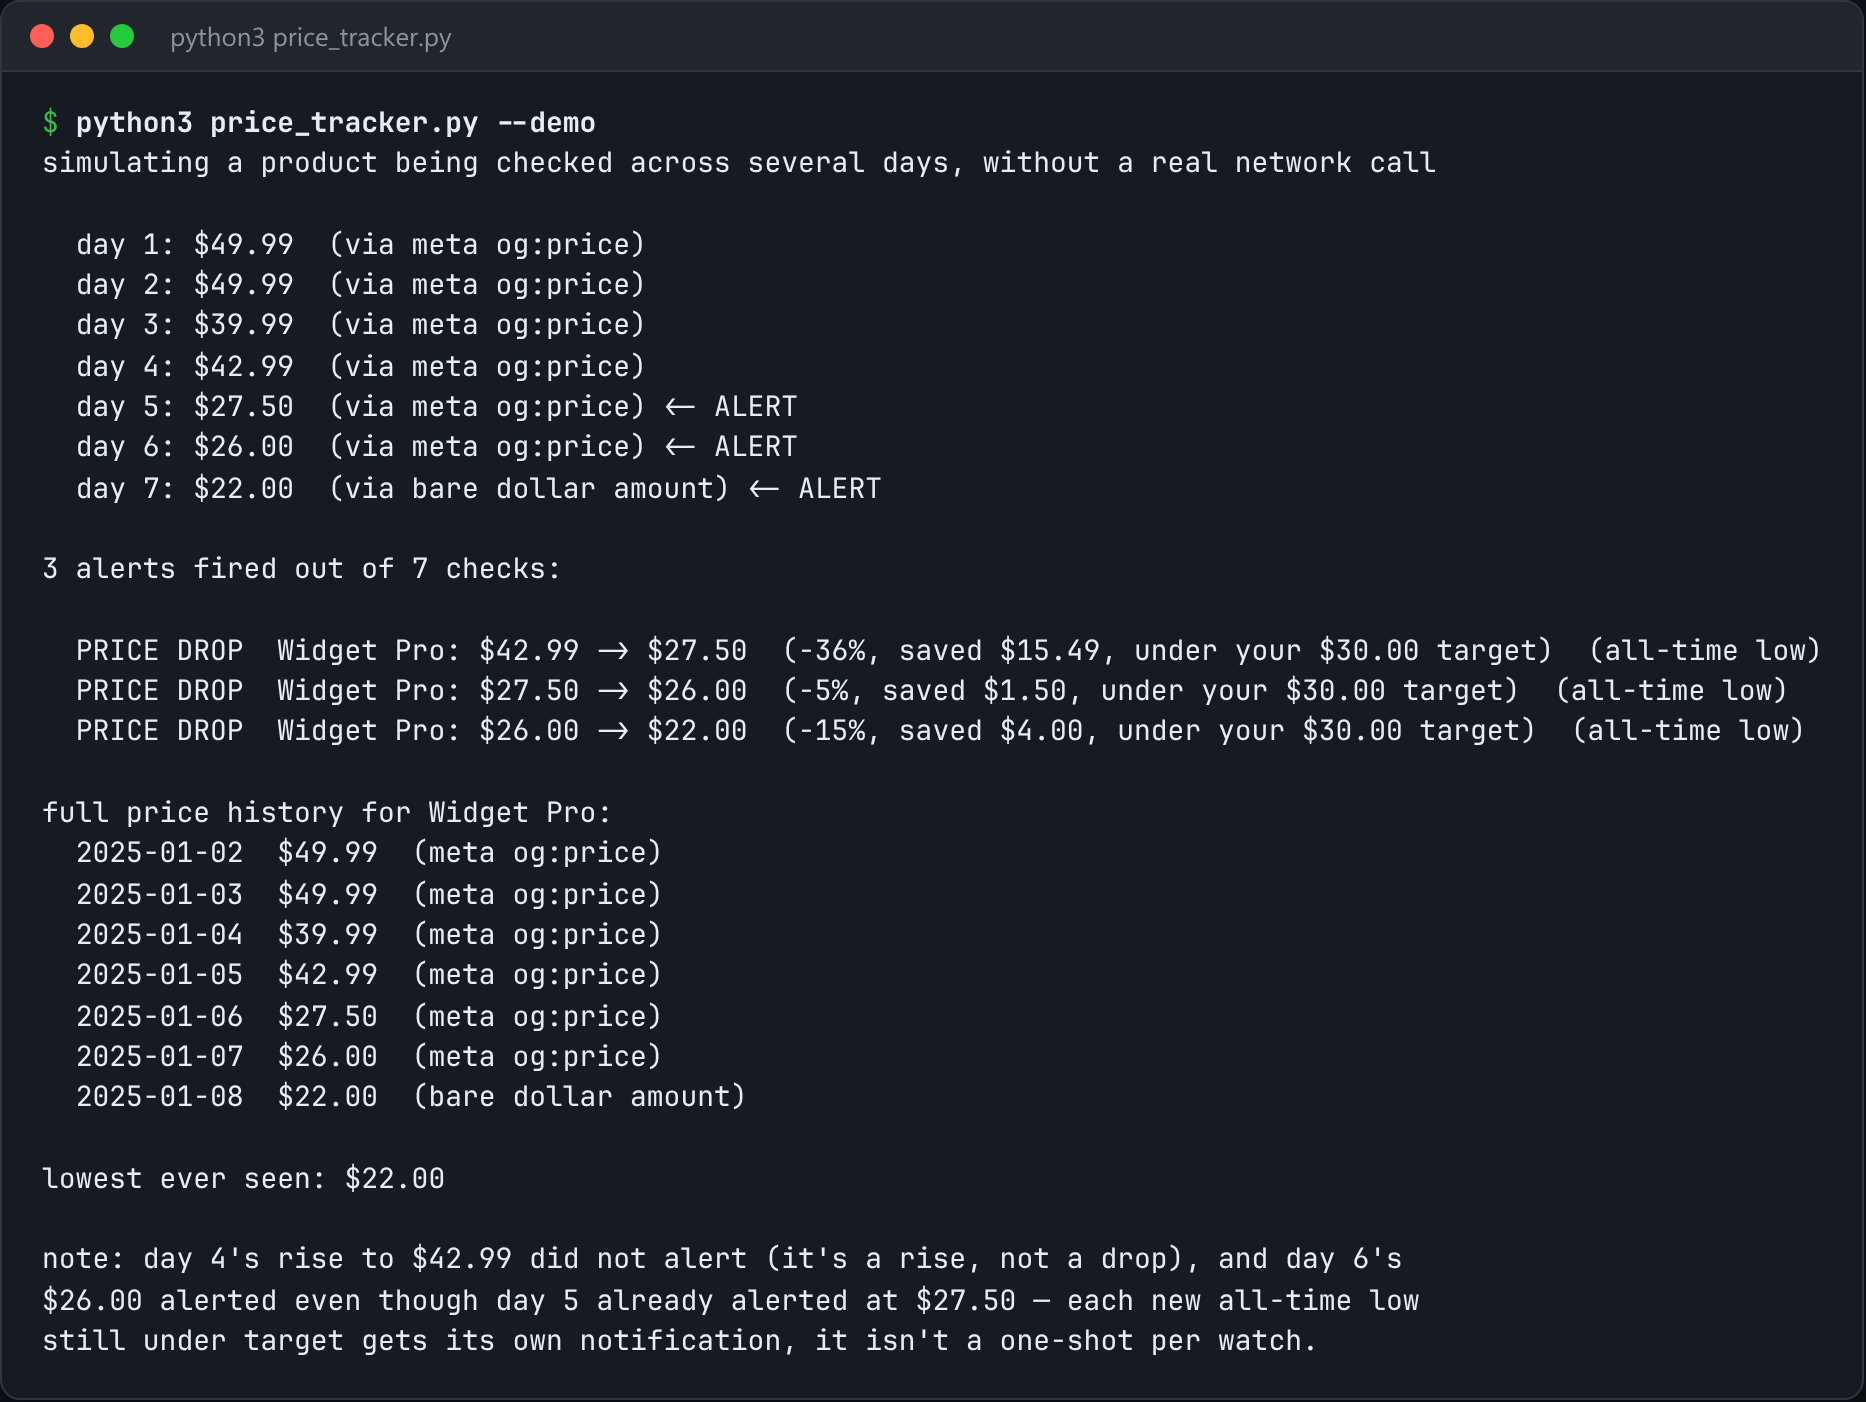 python3 price_tracker.py
$ python3 price_tracker.py --demo
simulating a product being checked across several days, without a real network call
day 1: $49.99  (via meta og:price)
day 2: $49.99  (via meta og:price)
day 3: $39.99  (via meta og:price)
day 4: $42.99  (via meta og:price)
day 5: $27.50  (via meta og:price) <- ALERT
day 6: $26.00  (via meta og:price) <- ALERT
day 7: $22.00  (via bare dollar amount) <- ALERT
3 alerts fired out of 7 checks:
PRICE DROP  Widget Pro: $42.99 -> $27.50  (-36%, saved $15.49, under your $30.00 target)  (all-time low)
PRICE DROP  Widget Pro: $27.50 -> $26.00  (-5%, saved $1.50, under your $30.00 target)  (all-time low)
PRICE DROP  Widget Pro: $26.00 -> $22.00  (-15%, saved $4.00, under your $30.00 target)  (all-time low)
full price history for Widget Pro:
2025-01-02  $49.99  (meta og:price)
2025-01-03  $49.99  (meta og:price)
2025-01-04  $39.99  (meta og:price)
2025-01-05  $42.99  (meta og:price)
2025-01-06  $27.50  (meta og:price)
2025-01-07  $26.00  (meta og:price)
2025-01-08  $22.00  (bare dollar amount)
lowest ever seen: $22.00
note: day 4's rise to $42.99 did not alert (it's a rise, not a drop), and day 6's
$26.00 alerted even though day 5 already alerted at $27.50 — each new all-time low
still under target gets its own notification, it isn't a one-shot per watch.